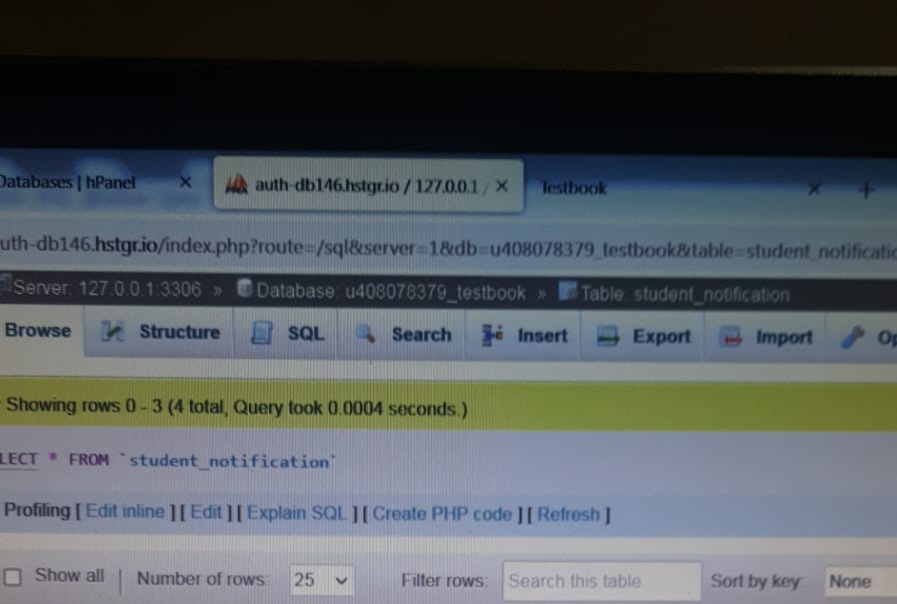 Databases | hPanel × auth-db146.hstgr.io / 127.0.0.1 / × Testbook × +
uth-db146.hstgr.io/index.php?route=/sql&server=1&db=u408078379_testbook&table=student_notificatio
Server: 127.0.0.1:3306 » Database: u408078379_testbook » Table: student_notification
Browse Structure SQL Search Insert Export Import Op
Showing rows 0 - 3 (4 total, Query took 0.0004 seconds.)
LECT * FROM `student_notification`
Profiling [ Edit inline ] [ Edit ] [ Explain SQL ] [ Create PHP code ] [ Refresh ]
Show all | Number of rows: 25 Filter rows: Search this table Sort by key: None